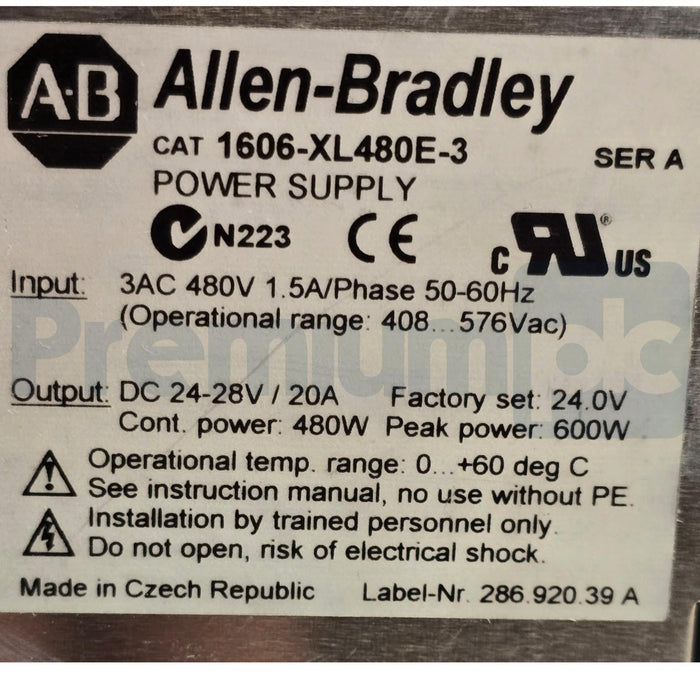 A·B Allen-Bradley
CAT 1606-XL480E-3 SER A
POWER SUPPLY
N223 CE c RU ® US
Input: 3AC 480V 1.5A/Phase 50-60Hz
(Operational range: 408...576Vac)
Premiumplc
Output: DC 24-28V / 20A Factory set: 24.0V
Cont. power: 480W Peak power: 600W
Operational temp. range: 0...+60 deg C
See instruction manual, no use without PE.
Installation by trained personnel only.
Do not open, risk of electrical shock.
Made in Czech Republic Label-Nr. 286.920.39 A